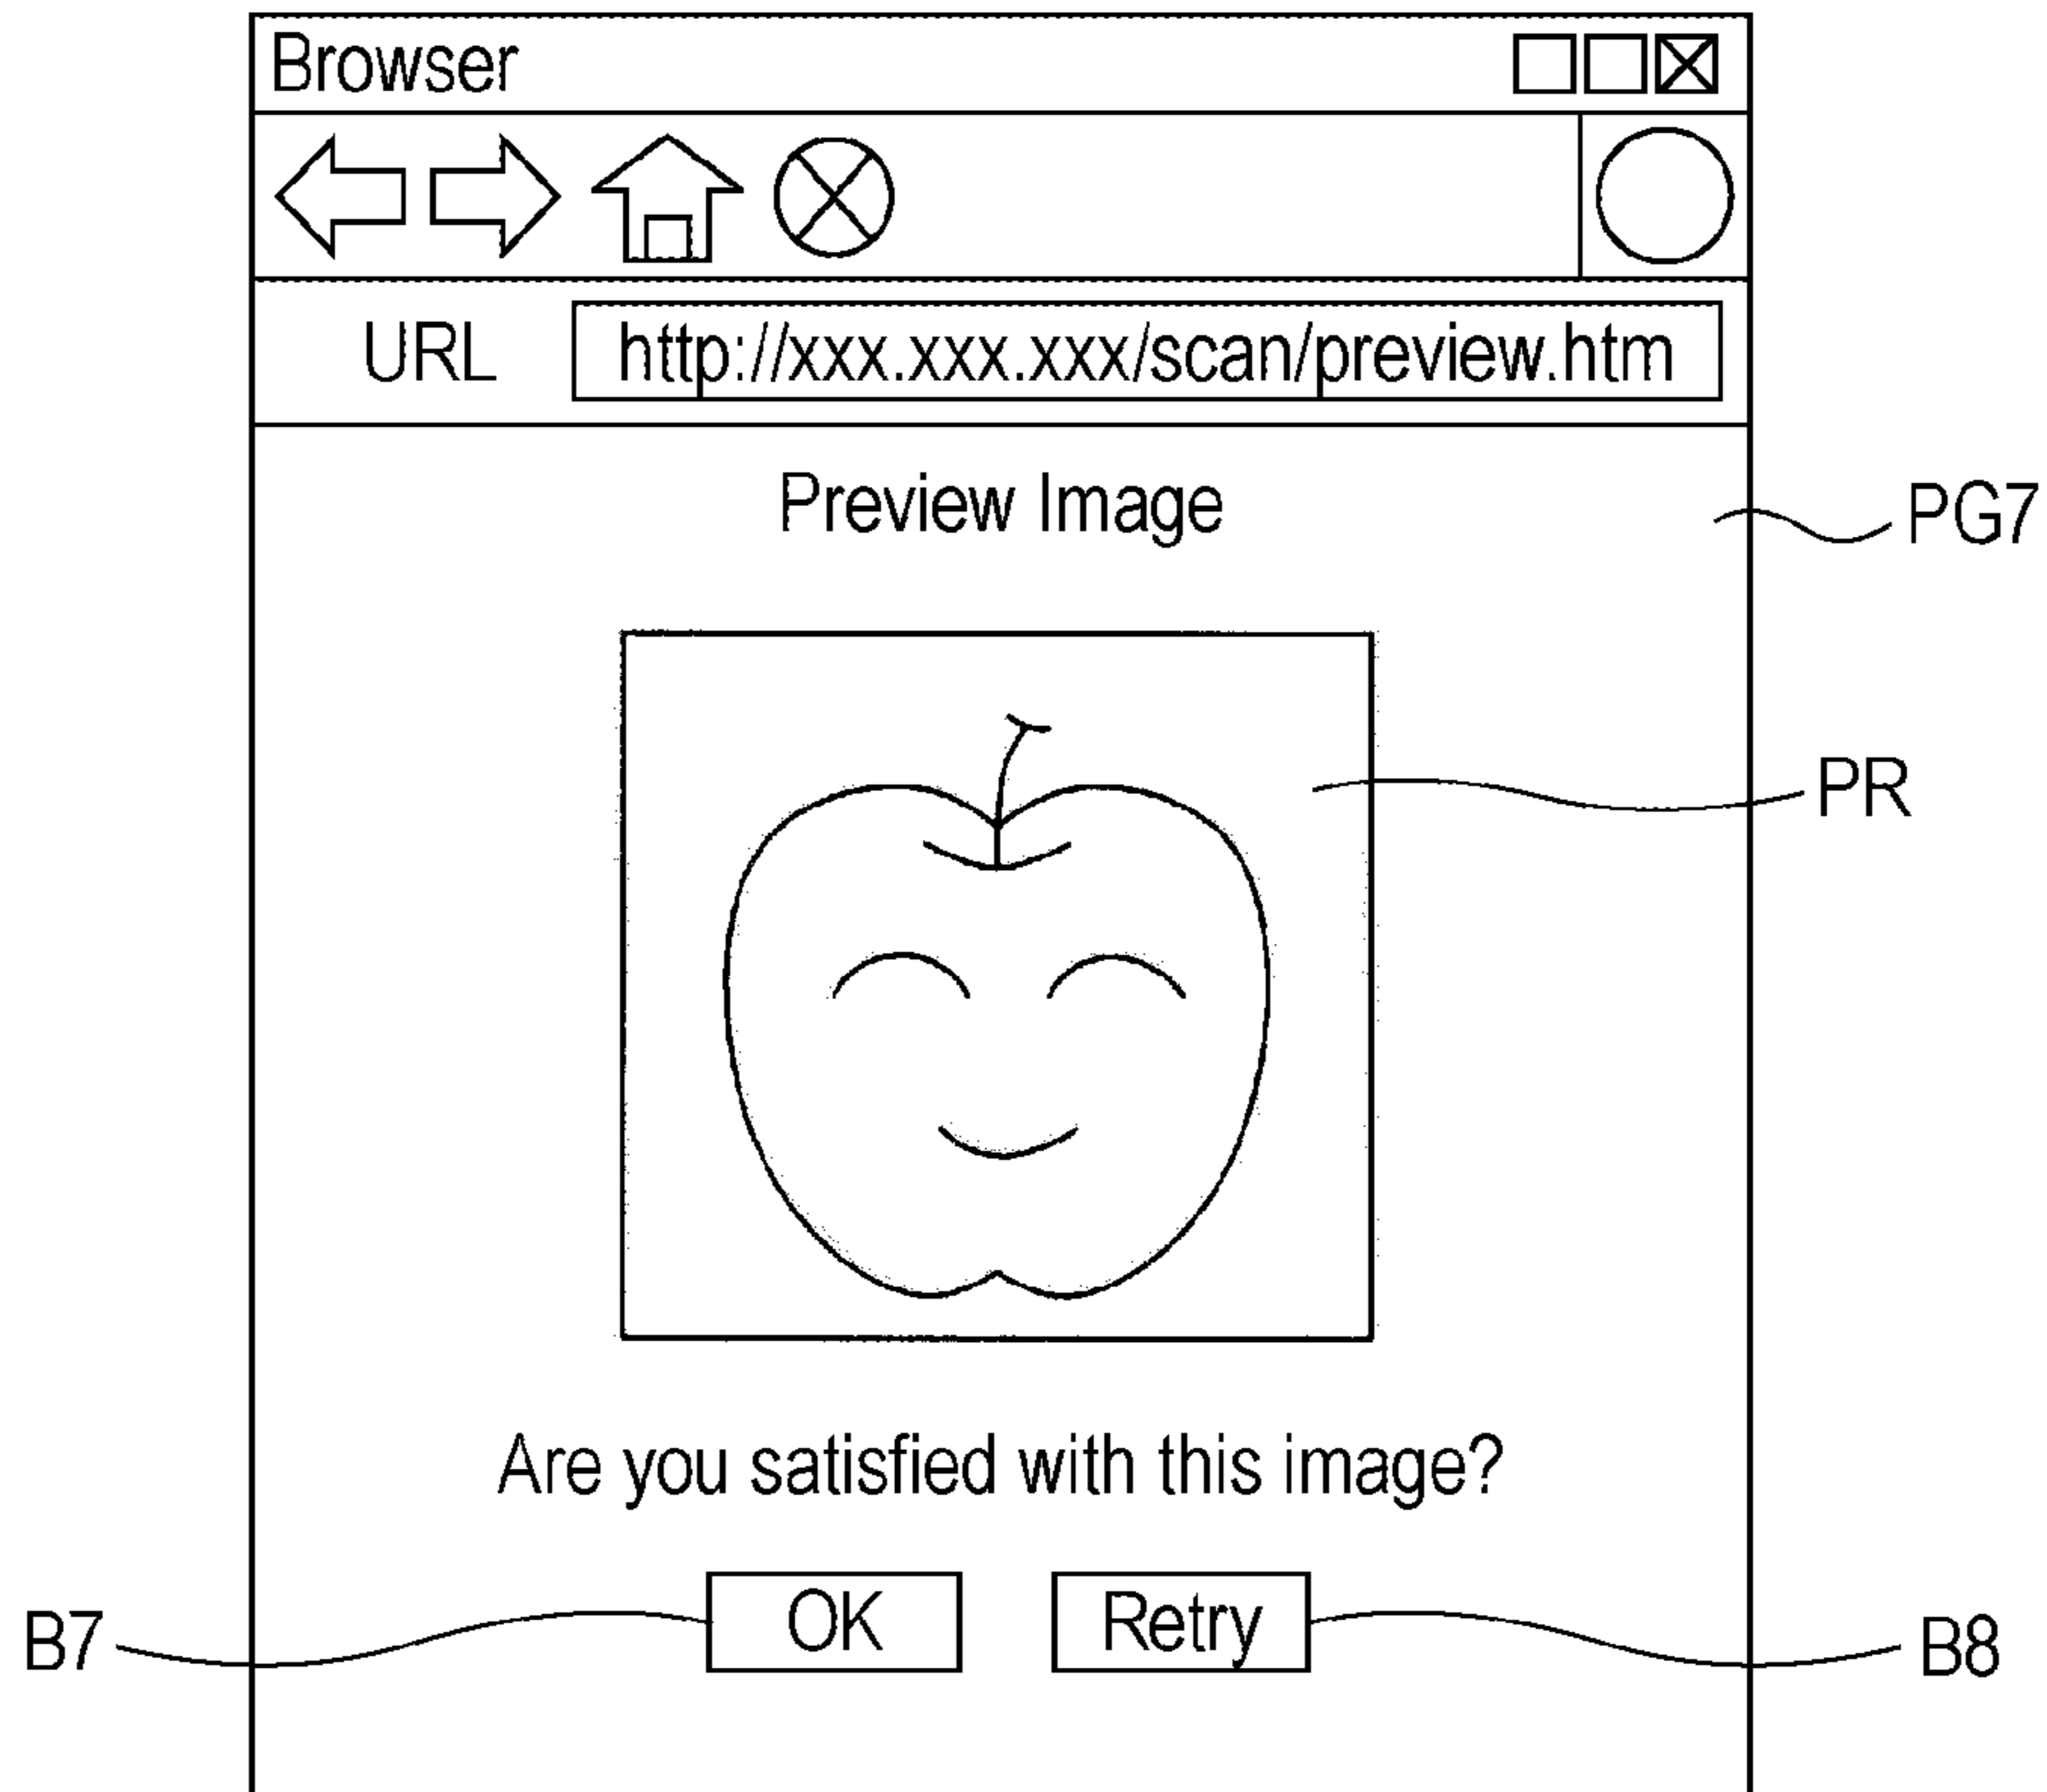 Browser
URL http://xxx.xxx.xxx/scan/preview.htm
Preview Image
PG7
PR
Are you satisfied with this image?
B7 OK Retry B8